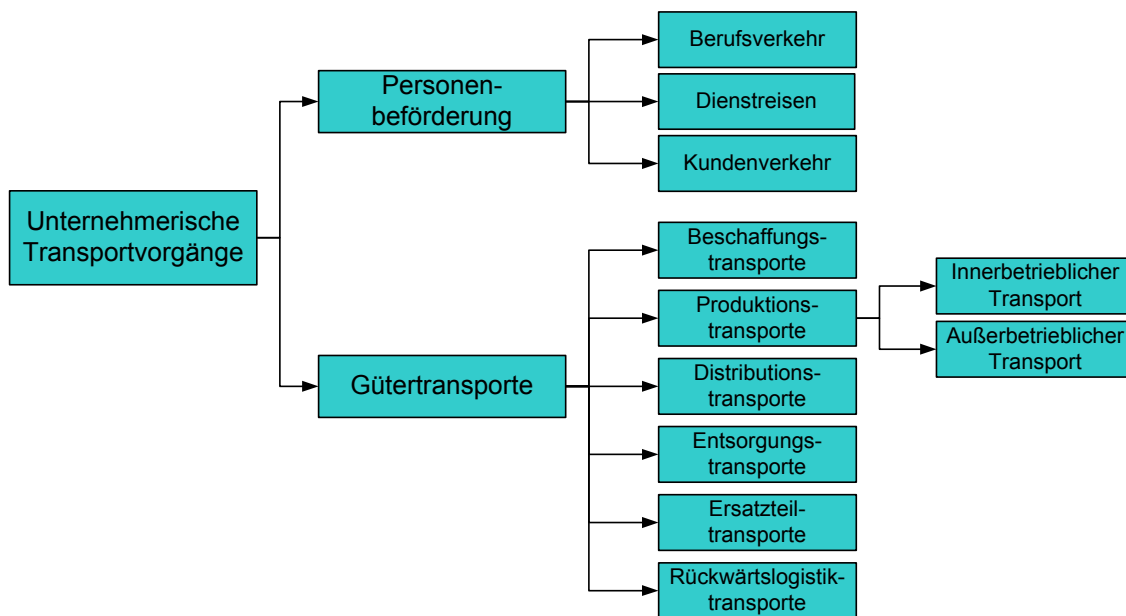 Unternehmerische
Transportvorgänge
Personen-
beförderung
Berufsverkehr
Dienstreisen
Kundenverkehr
Gütertransporte
Beschaffungs-
transporte
Produktions-
transporte
Innerbetrieblicher
Transport
Außerbetrieblicher
Transport
Distributions-
transporte
Entsorgungs-
transporte
Ersatzteil-
transporte
Rückwärtslogistik-
transporte